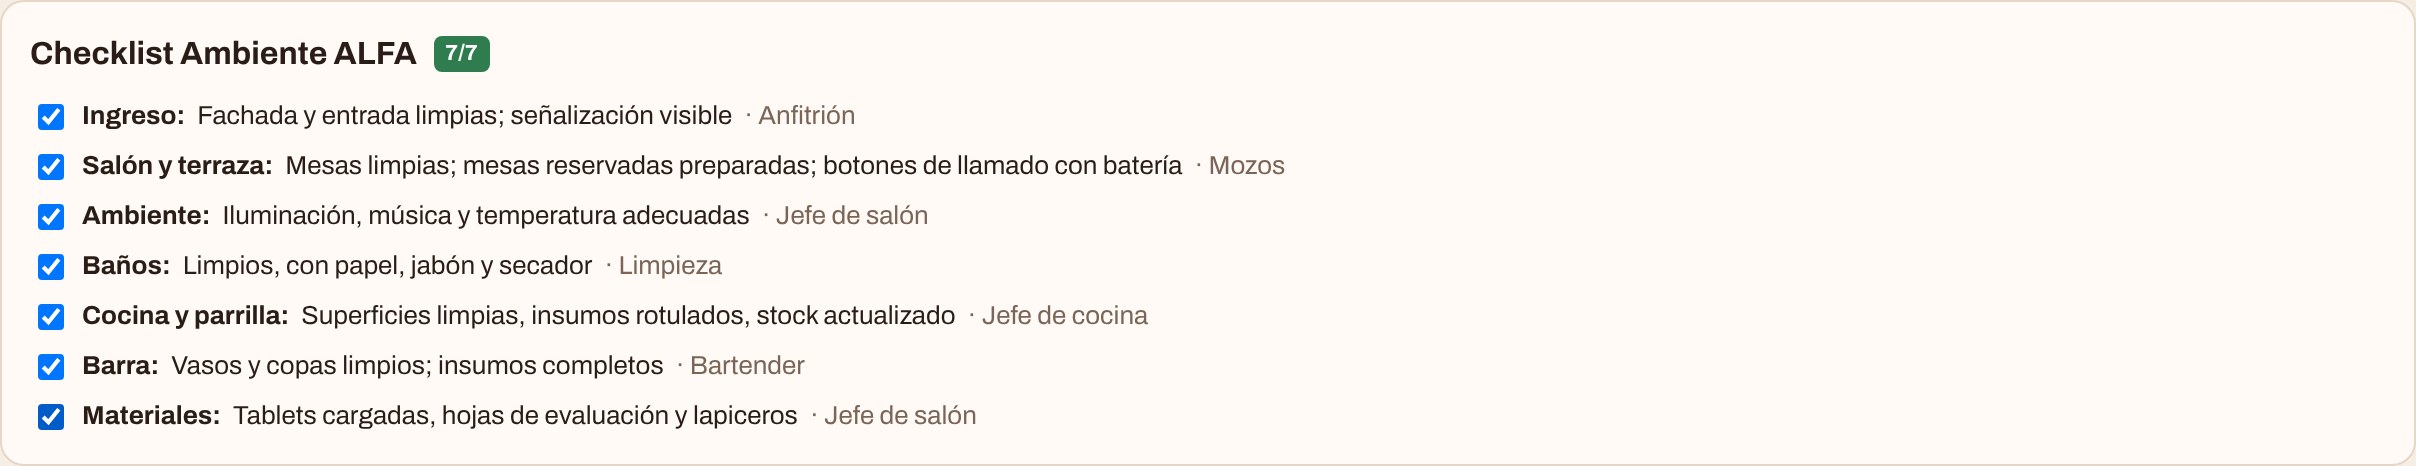 Checklist Ambiente ALFA 7/7
Ingreso: Fachada y entrada limpias; señalización visible · Anfitrión
Salón y terraza: Mesas limpias; mesas reservadas preparadas; botones de llamado con batería · Mozos
Ambiente: Iluminación, música y temperatura adecuadas · Jefe de salón
Baños: Limpios, con papel, jabón y secador · Limpieza
Cocina y parrilla: Superficies limpias, insumos rotulados, stock actualizado · Jefe de cocina
Barra: Vasos y copas limpios; insumos completos · Bartender
Materiales: Tablets cargadas, hojas de evaluación y lapiceros · Jefe de salón